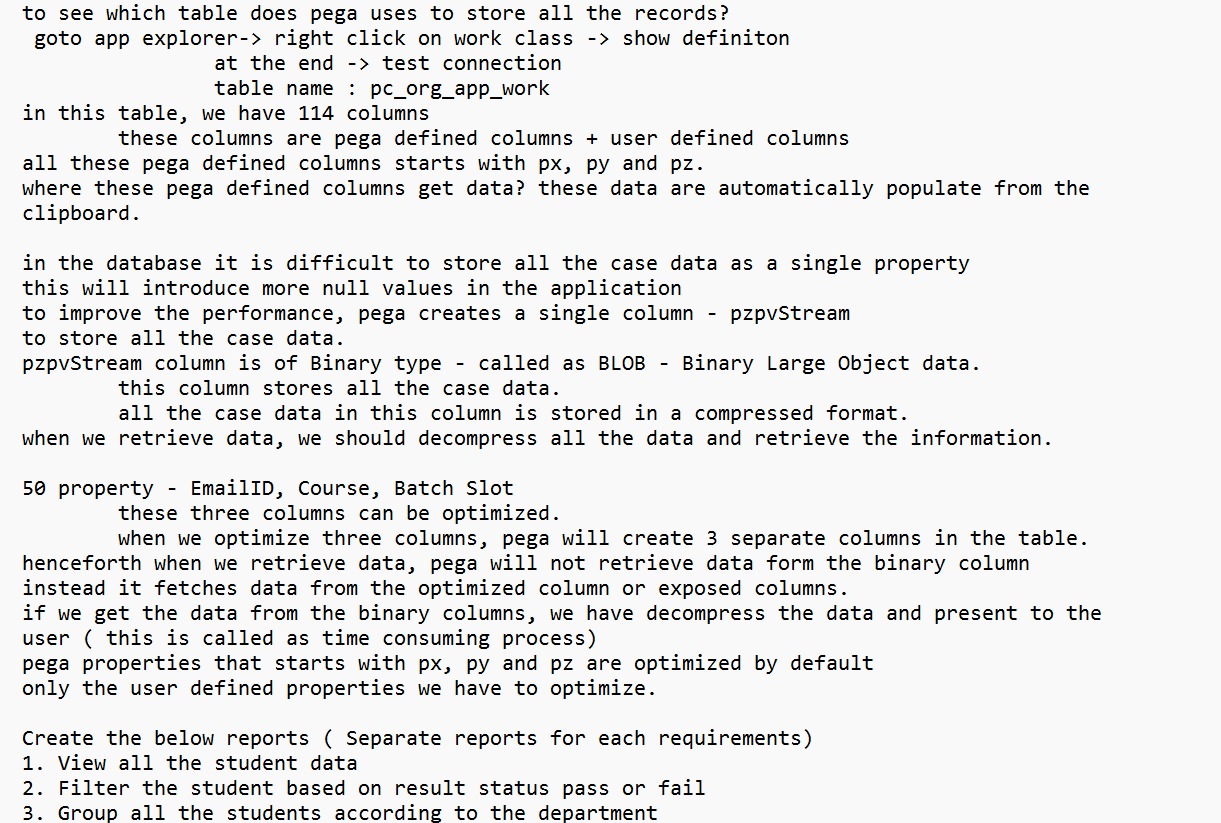 to see which table does pega uses to store all the records?
goto app explorer-> right click on work class -> show definiton
at the end -> test connection
table name : pc_org_app_work
in this table, we have 114 columns
these columns are pega defined columns + user defined columns
all these pega defined columns starts with px, py and pz.
where these pega defined columns get data? these data are automatically populate from the
clipboard.
in the database it is difficult to store all the case data as a single property
this will introduce more null values in the application
to improve the performance, pega creates a single column - pzpvStream
to store all the case data.
pzpvStream column is of Binary type - called as BLOB - Binary Large Object data.
this column stores all the case data.
all the case data in this column is stored in a compressed format.
when we retrieve data, we should decompress all the data and retrieve the information.
50 property - EmailID, Course, Batch Slot
these three columns can be optimized.
when we optimize three columns, pega will create 3 separate columns in the table.
henceforth when we retrieve data, pega will not retrieve data form the binary column
instead it fetches data from the optimized column or exposed columns.
if we get the data from the binary columns, we have decompress the data and present to the
user ( this is called as time consuming process)
pega properties that starts with px, py and pz are optimized by default
only the user defined properties we have to optimize.
Create the below reports ( Separate reports for each requirements)
1. View all the student data
2. Filter the student based on result status pass or fail
3. Group all the students according to the department